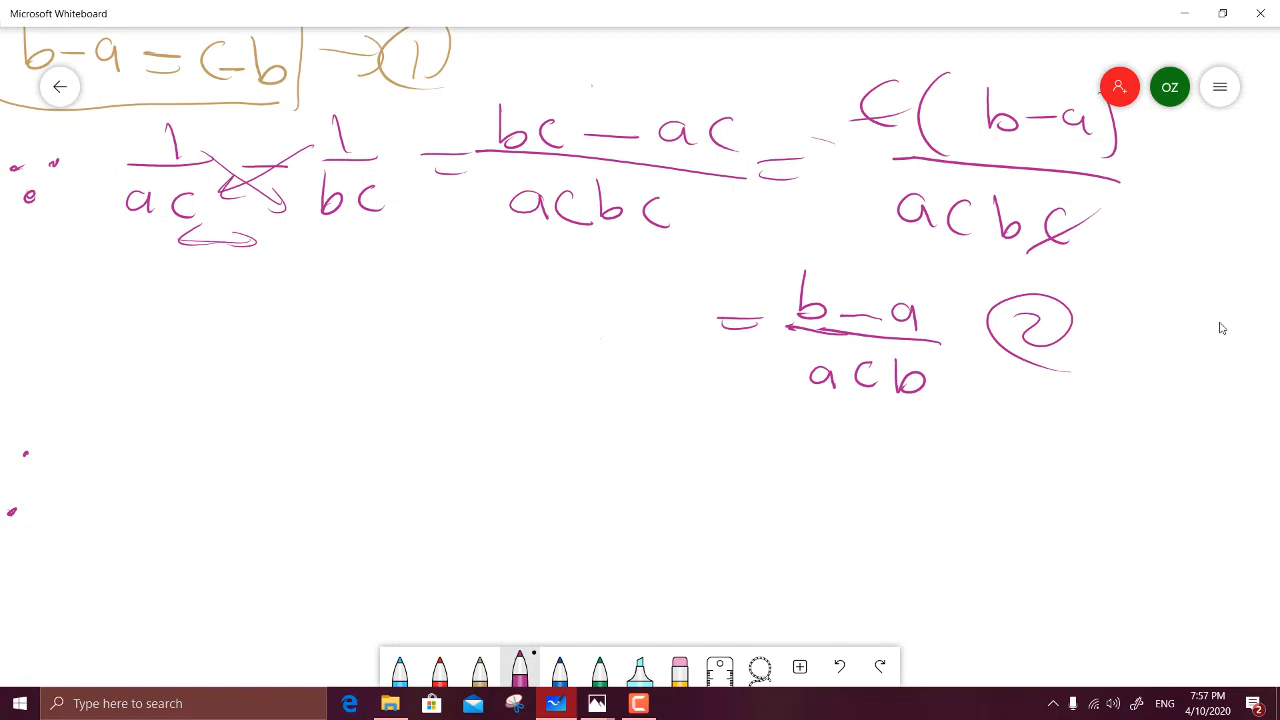 Microsoft Whiteboard
b-a = c-b → 1
OZ
∵ 1/ac - 1/bc = bc - ac / acbc = c(b-a) / acbc
= b-a / acb 2
Type here to search
ENG
7:57 PM
4/10/2020
2